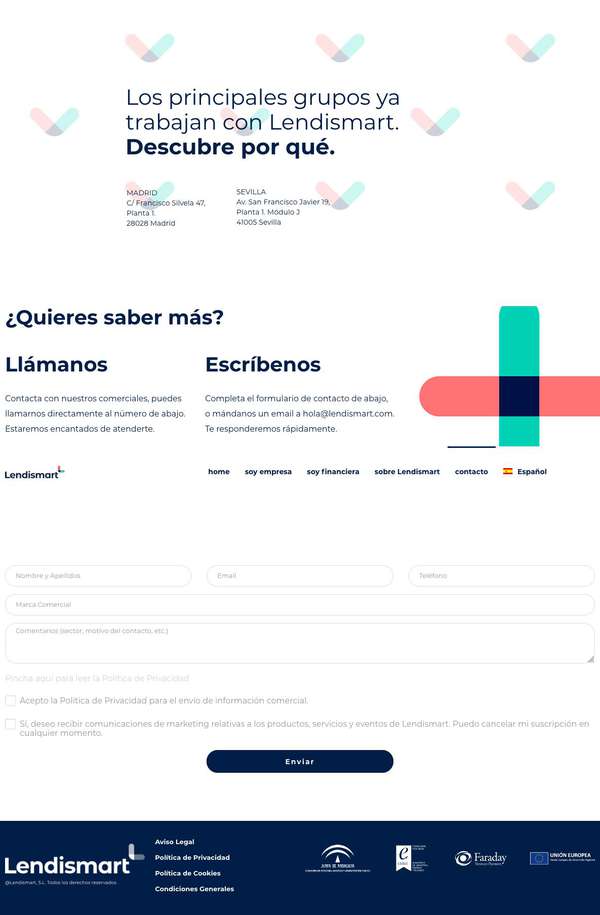 Los principales grupos ya
trabajan con Lendismart.
Descubre por qué.
MADRID
C/ Francisco Silvela 47,
Planta 1.
28028 Madrid
SEVILLA
Av. San Francisco Javier 19,
Planta 1. Módulo J
41005 Sevilla
¿Quieres saber más?
Llámanos
Contacta con nuestros comerciales, puedes
llamarnos directamente al número de abajo.
Estaremos encantados de atenderte.
Escríbenos
Completa el formulario de contacto de abajo,
o mándanos un email a hola@lendismart.com.
Te responderemos rápidamente.
Lendismart
home soy empresa soy financiera sobre Lendismart contacto Español
Nombre y Apellidos Email Teléfono
Marca Comercial
Comentarios (sector, motivo del contacto, etc.)
Pincha aquí para leer la Política de Privacidad
Acepto la Política de Privacidad para el envío de información comercial.
Sí, deseo recibir comunicaciones de marketing relativas a los productos, servicios y eventos de Lendismart. Puedo cancelar mi suscripción en
cualquier momento.
Enviar
Lendismart
@Lendismart, S.L. Todos los derechos reservados
Aviso Legal
Política de Privacidad
Política de Cookies
Condiciones Generales
JUNTA DE ANDALUCIA
Faraday
UNIÓN EUROPEA